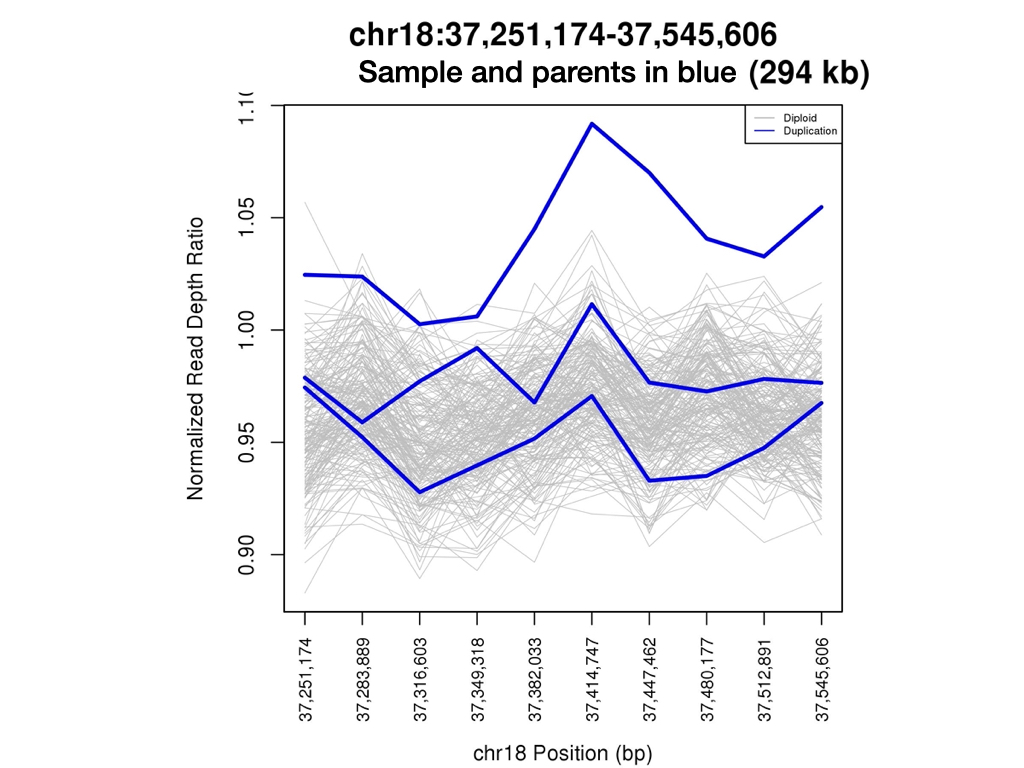 chr18:37,251,174-37,545,606
Sample and parents in blue (294 kb)
Diploid
Duplication
Normalized Read Depth Ratio
1.10
1.05
1.00
0.95
0.90
37,251,174
37,283,889
37,316,603
37,349,318
37,382,033
37,414,747
37,447,462
37,480,177
37,512,891
37,545,606
chr18 Position (bp)